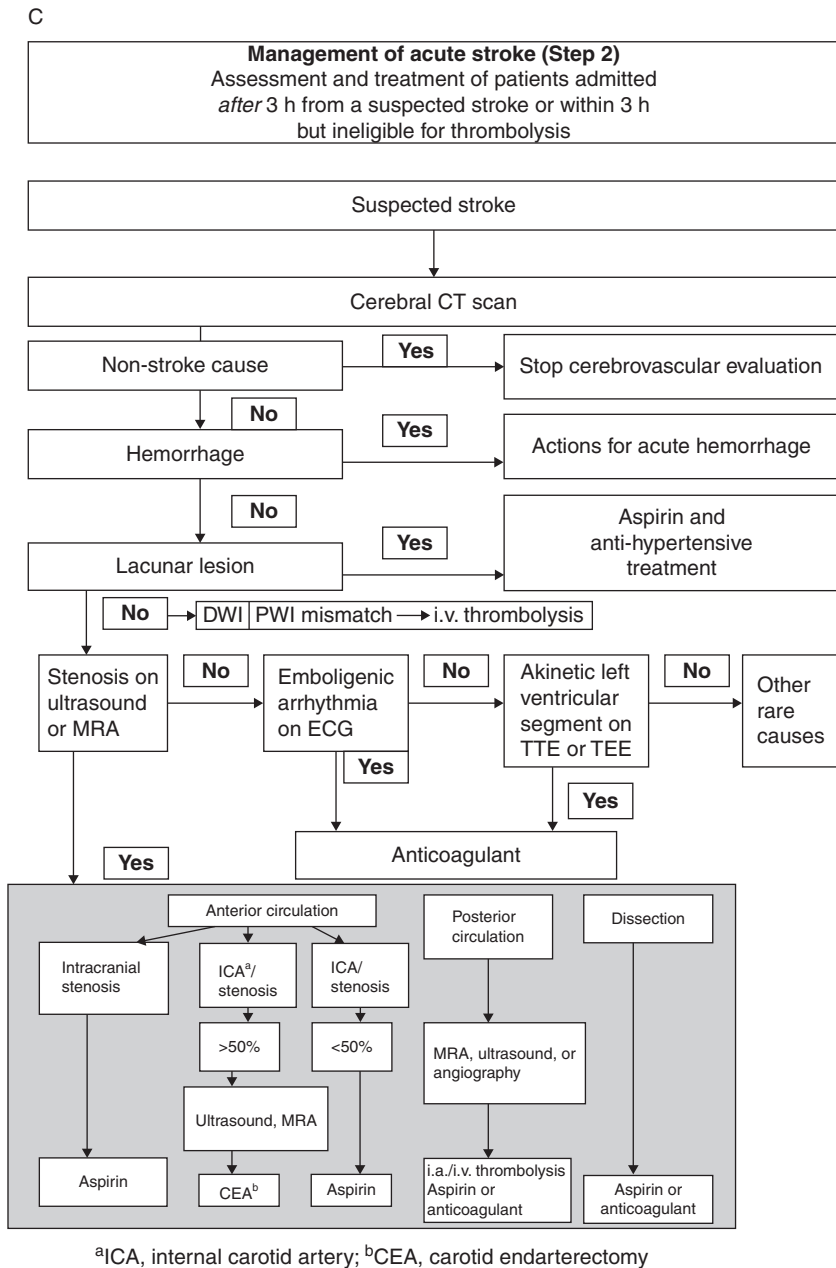 C
Management of acute stroke (Step 2)
Assessment and treatment of patients admitted
after 3 h from a suspected stroke or within 3 h
but ineligible for thrombolysis
Suspected stroke
Cerebral CT scan
Non-stroke cause
Yes
Stop cerebrovascular evaluation
No
Hemorrhage
Yes
Actions for acute hemorrhage
No
Lacunar lesion
Yes
Aspirin and
anti-hypertensive
treatment
No
DWI PWI mismatch i.v. thrombolysis
Stenosis on
ultrasound
or MRA
No
Emboligenic
arrhythmia
on ECG
No
Akinetic left
ventricular
segment on
TTE or TEE
No
Other
rare
causes
Yes
Yes
Anticoagulant
Yes
Anterior circulation
Intracranial
stenosis
ICAa/
stenosis
ICA/
stenosis
Posterior
circulation
Dissection
>50%
<50%
MRA, ultrasound, or
angiography
Ultrasound, MRA
Aspirin
CEAb
Aspirin
i.a./i.v. thrombolysis
Aspirin or
anticoagulant
Aspirin or
anticoagulant
aICA, internal carotid artery; bCEA, carotid endarterectomy